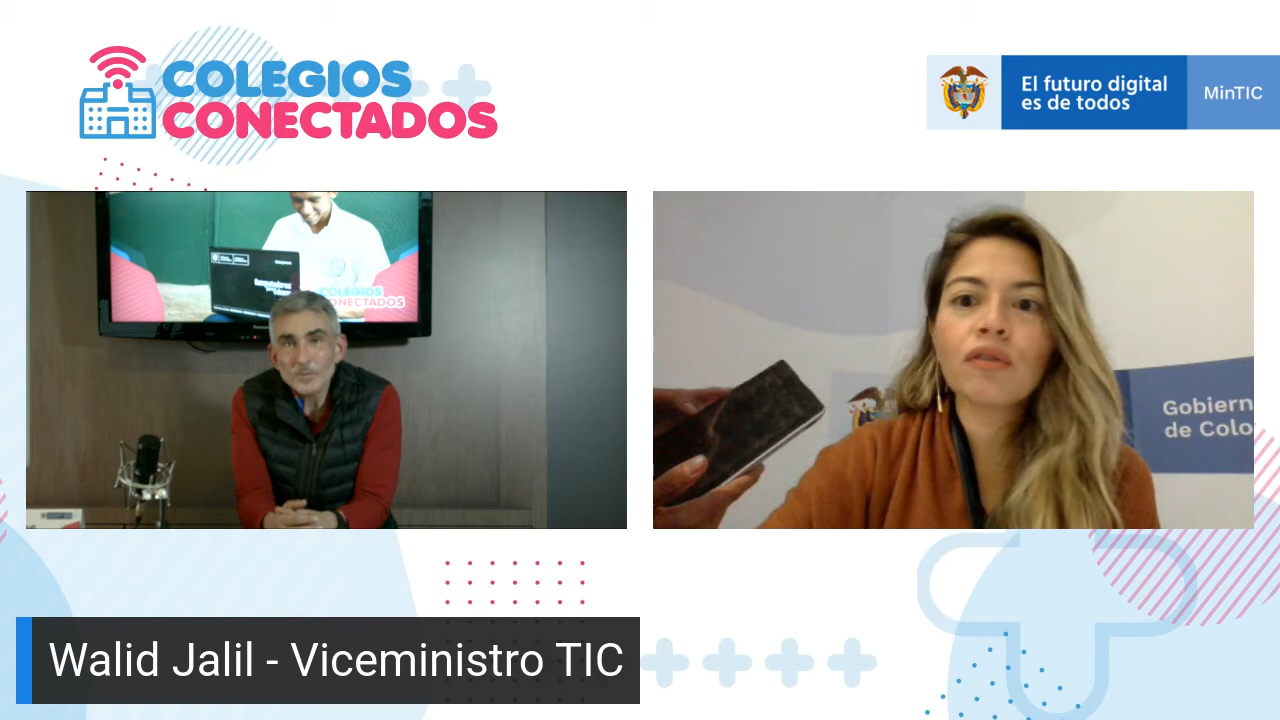 COLEGIOS
CONECTADOS
El futuro digital
es de todos
MinTIC
COLEGIOS
CONECTADOS
Gobiern
de Colo
Walid Jalil - Viceministro TIC